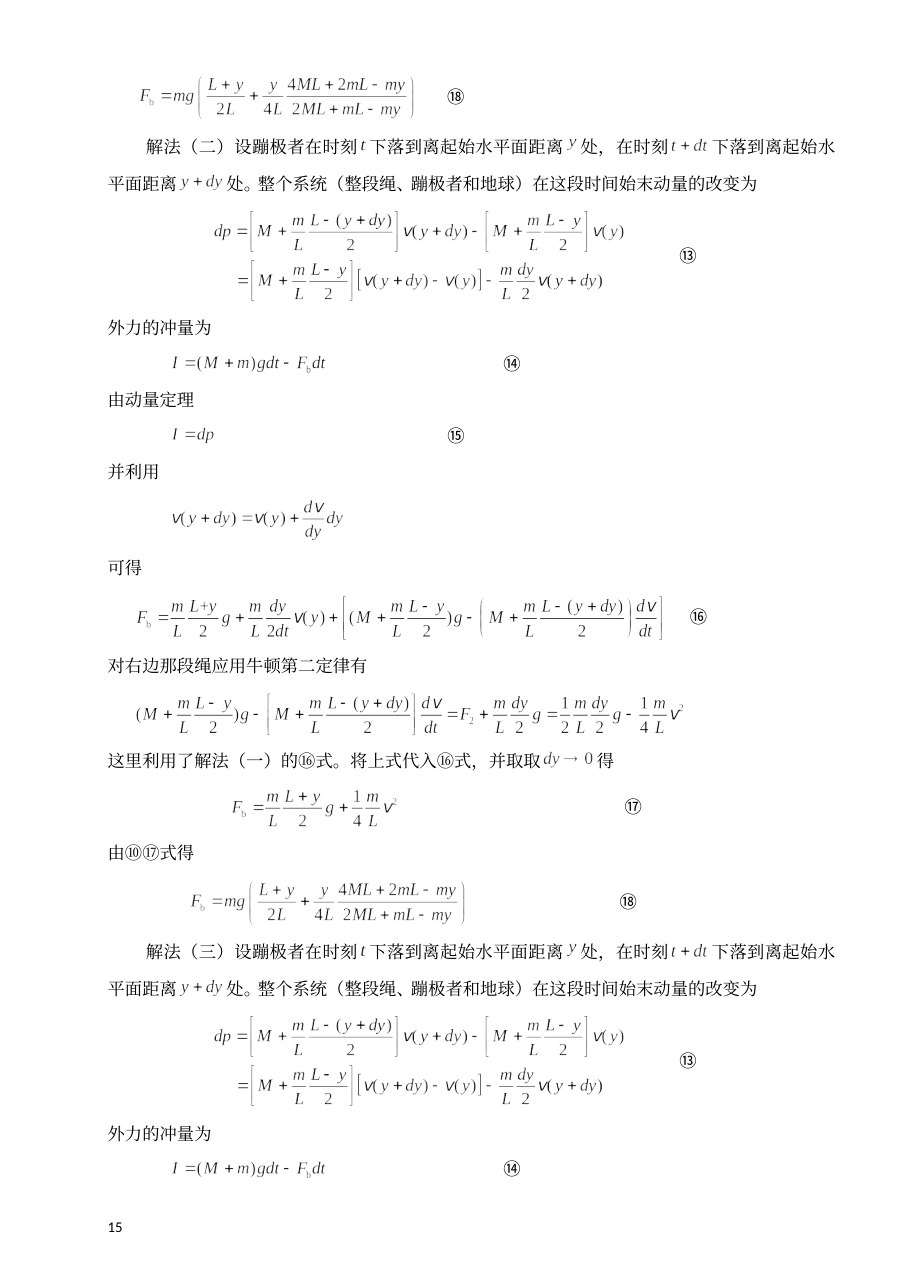 F_b = mg( (L + y)/(2L) + (y/(4L)) (4ML + 2mL − my)/(2ML + mL − my) ) ⑱
解法（二）设蹦极者在时刻 t 下落到离起始水平面距离 y 处，在时刻 t + dt 下落到离起始水
平面距离 y + dy 处。整个系统（整段绳、蹦极者和地球）在这段时间始末动量的改变为
dp = [M + (m/L) (L − (y + dy))/2] v(y + dy) − [M + (m/L) (L − y)/2] v(y)
= [M + (m/L) (L − y)/2] [v(y + dy) − v(y)] − (m/L) (dy/2) v(y + dy) ⑬
外力的冲量为
I = (M + m)gdt − F_b dt ⑭
由动量定理
I = dp ⑮
并利用
v(y + dy) = v(y) + (dv/dy) dy
可得
F_b = (m/L) ((L+y)/2) g + (m/L) (dy/(2dt)) v(y) + [(M + (m/L) (L − y)/2)g − (M + (m/L) (L − (y + dy))/2) dv/dt] ⑯
对右边那段绳应用牛顿第二定律有
(M + (m/L) (L − y)/2)g − [M + (m/L) (L − (y + dy))/2] dv/dt = F_2 + (m/L) (dy/2) g = (1/2) (m/L) (dy/2) g − (1/4) (m/L) v²
这里利用了解法（一）的⑯式。将上式代入⑯式，并取取 dy → 0 得
F_b = (m/L) ((L + y)/2) g + (1/4) (m/L) v² ⑰
由⑩⑰式得
F_b = mg( (L + y)/(2L) + (y/(4L)) (4ML + 2mL − my)/(2ML + mL − my) ) ⑱
解法（三）设蹦极者在时刻 t 下落到离起始水平面距离 y 处，在时刻 t + dt 下落到离起始水
平面距离 y + dy 处。整个系统（整段绳、蹦极者和地球）在这段时间始末动量的改变为
dp = [M + (m/L) (L − (y + dy))/2] v(y + dy) − [M + (m/L) (L − y)/2] v(y)
= [M + (m/L) (L − y)/2] [v(y + dy) − v(y)] − (m/L) (dy/2) v(y + dy) ⑬
外力的冲量为
I = (M + m)gdt − F_b dt ⑭
15